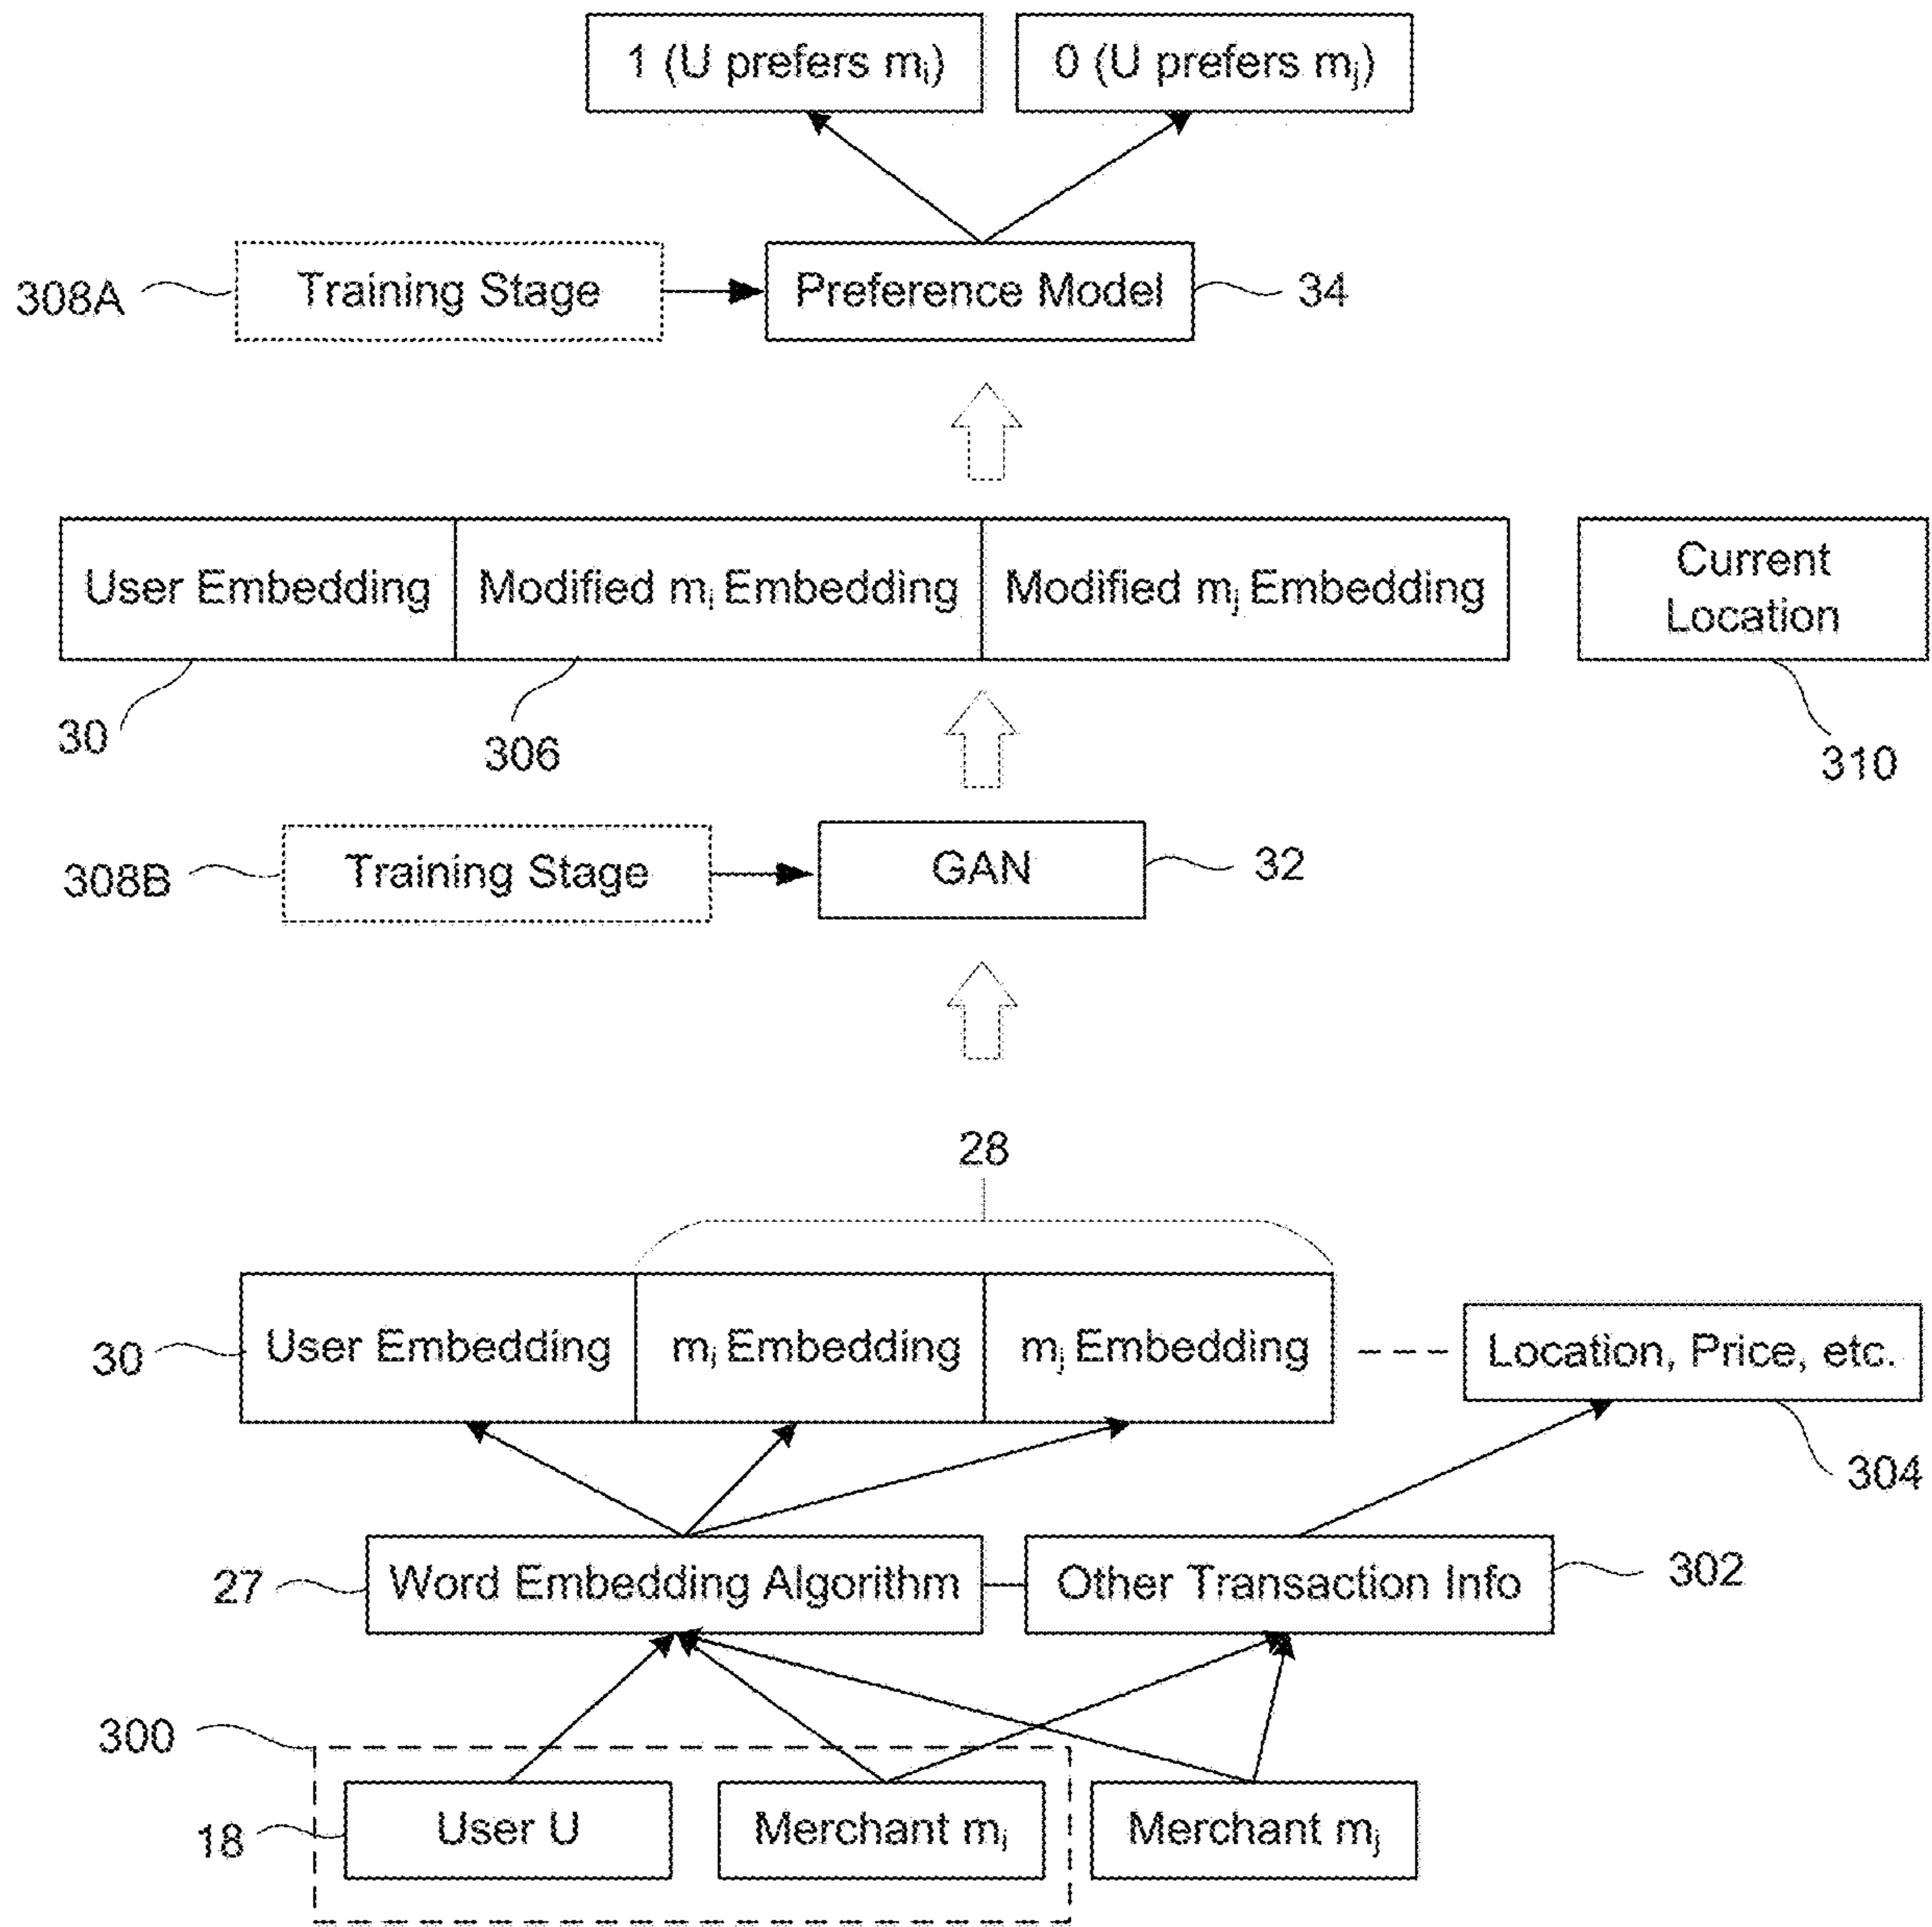 1 (U prefers mᵢ)
0 (U prefers mⱼ)
308A
Training Stage
Preference Model
34
User Embedding
Modified mᵢ Embedding
Modified mⱼ Embedding
Current
Location
30
306
310
308B
Training Stage
GAN
32
28
30
User Embedding
mᵢ Embedding
mⱼ Embedding
Location, Price, etc.
304
27
Word Embedding Algorithm
Other Transaction Info
302
300
18
User U
Merchant mᵢ
Merchant mⱼ